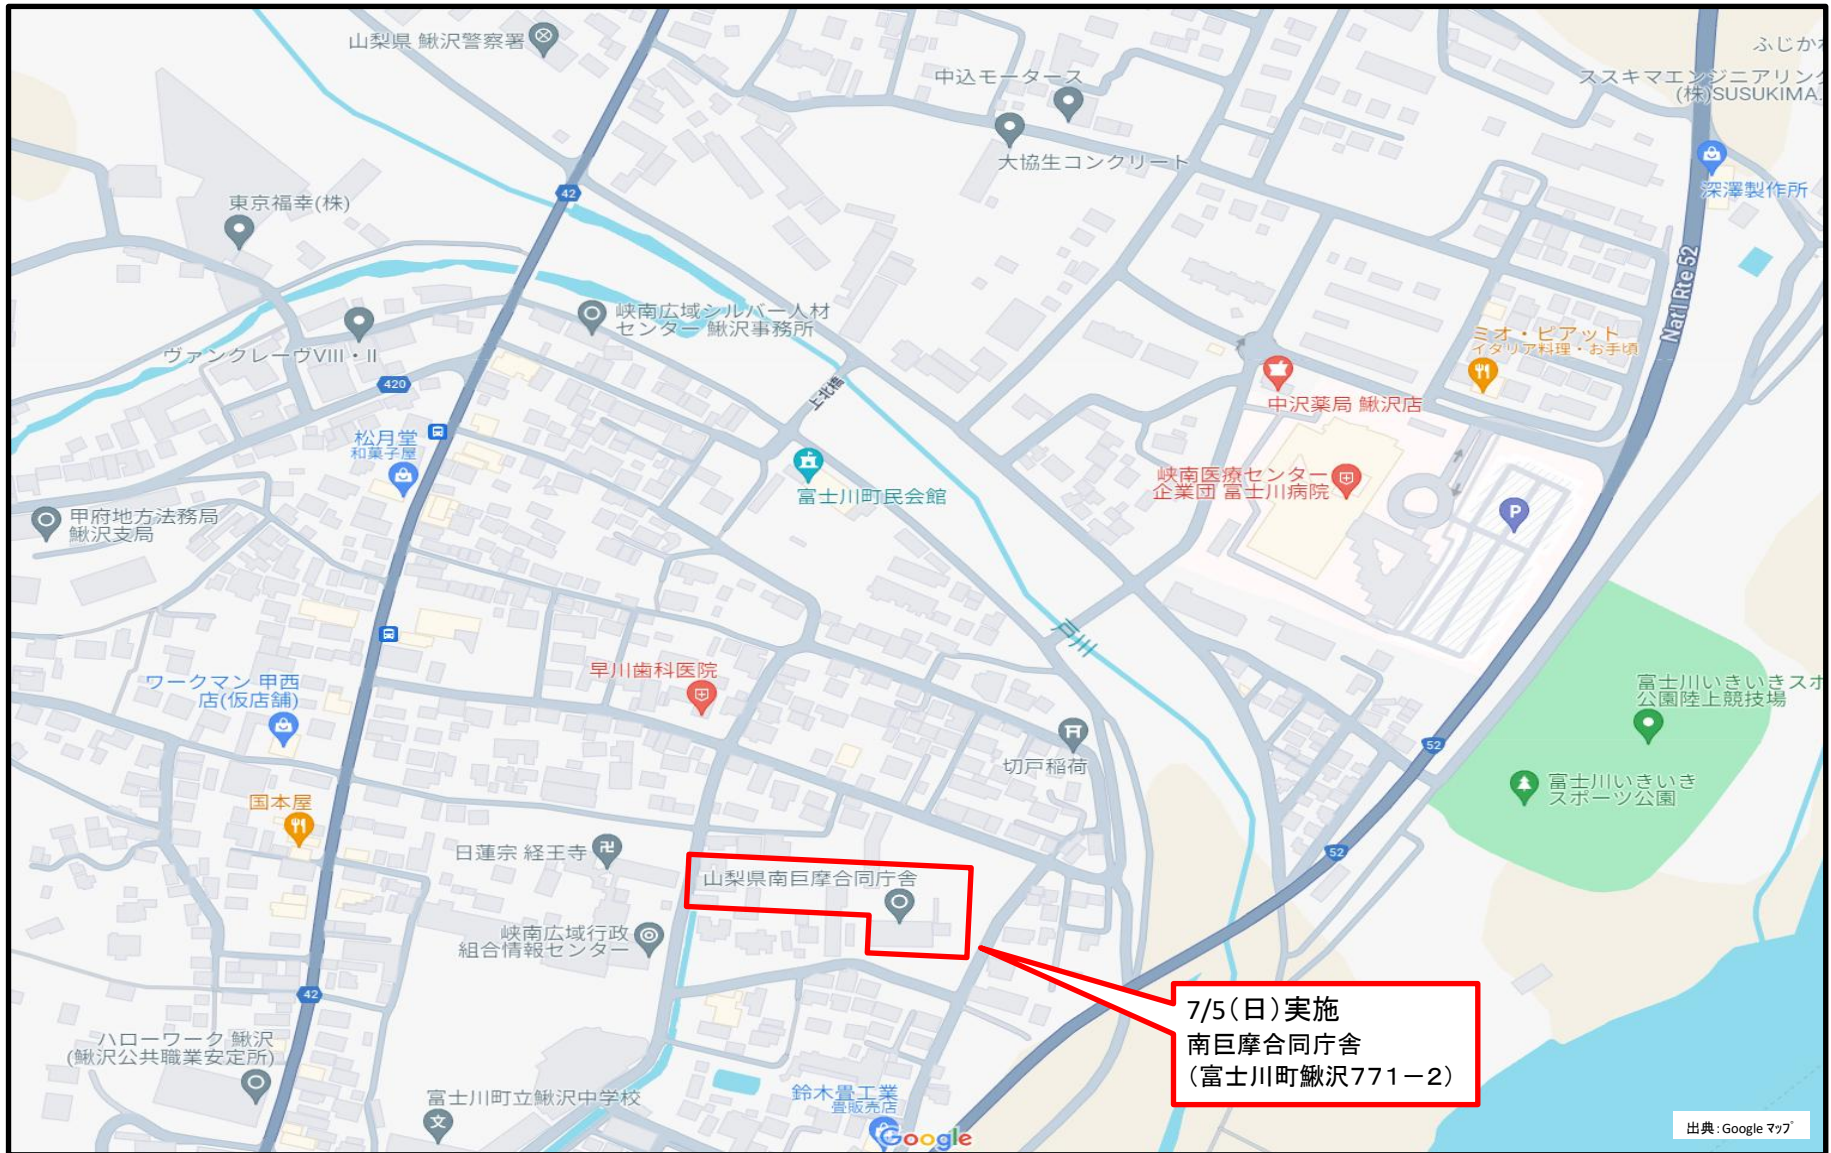 山梨県 鰍沢警察署
中込モータース
ふじかわ
ススキマエンジニアリング
(株)SUSUKIMA.
大協生コンクリート
深澤製作所
42
東京福幸(株)
Nat'l Rte 52
峡南広域シルバー人材
センター 鰍沢事務所
ヴァンクレーヴVIII・II
ミオ・ピアット
イタリア料理・お手頃
420
上北橋
中沢薬局 鰍沢店
松月堂
和菓子屋
富士川町民会館
峡南医療センター
企業団 富士川病院
P
甲府地方法務局
鰍沢支局
戸川
早川歯科医院
ワークマン 甲西
店(仮店舗)
富士川いきいきスポ
公園陸上競技場
切戸稲荷
52
富士川いきいき
スポーツ公園
国本屋
日蓮宗 経王寺
52
山梨県南巨摩合同庁舎
峡南広域行政
組合情報センター
42
7/5(日)実施
南巨摩合同庁舎
(富士川町鰍沢771-2)
ハローワーク 鰍沢
(鰍沢公共職業安定所)
富士川町立鰍沢中学校
文
鈴木畳工業
畳販売店
Google
出典:Google マップ